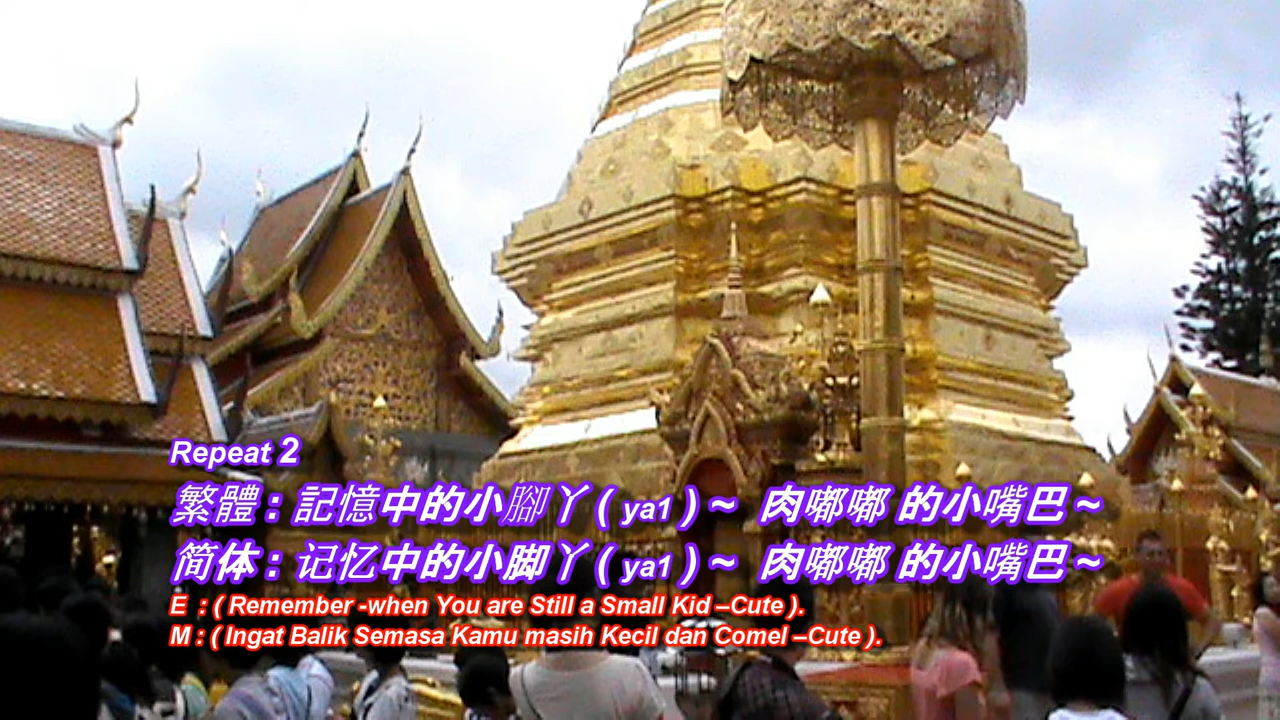 Repeat 2
繁體 : 記憶中的小腳丫 ( ya1 ) ~ 肉嘟嘟 的小嘴巴 ~
简体 : 记忆中的小脚丫 ( ya1 ) ~ 肉嘟嘟 的小嘴巴 ~
E : ( Remember -when You are Still a Small Kid –Cute ).
M : ( Ingat Balik Semasa Kamu masih Kecil dan Comel –Cute ).